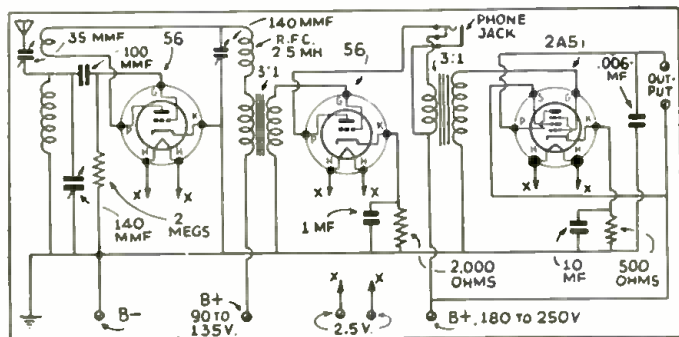 35 MMF
100 MMF
56
140 MMF
R.F.C.
2.5 MH
3:1
56
PHONE
JACK
3:1
2A5
.006
MF
OUT-
PUT
P
G
K
H
H
X
X
P
G
K
H
H
X
X
P
S
G
K
H
H
X
X
140
MMF
2
MEGS
1 MF
2,000
OHMS
10
MF
500
OHMS
B-
B+
90 TO
135V.
X
X
2.5V.
B+, 180 TO 250V